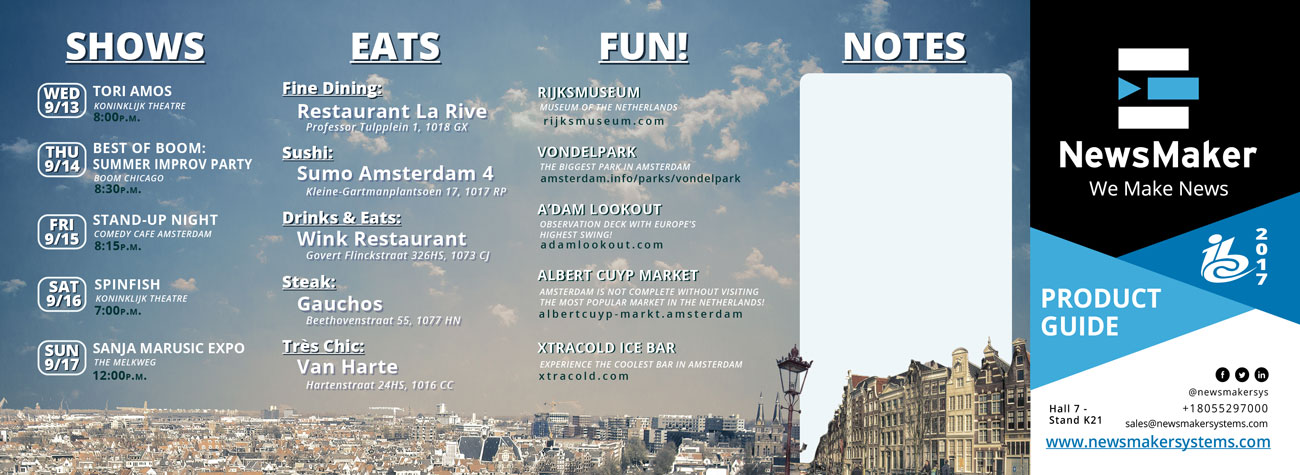 SHOWS
WED
9/13
TORI AMOS
KONINKLIJK THEATRE
8:00P.M.
THU
9/14
BEST OF BOOM:
SUMMER IMPROV PARTY
BOOM CHICAGO
8:30P.M.
FRI
9/15
STAND-UP NIGHT
COMEDY CAFE AMSTERDAM
8:15P.M.
SAT
9/16
SPINFISH
KONINKLIJK THEATRE
7:00P.M.
SUN
9/17
SANJA MARUSIC EXPO
THE MELKWEG
12:00P.M.
EATS
Fine Dining:
Restaurant La Rive
Professor Tulpplein 1, 1018 GX
Sushi:
Sumo Amsterdam 4
Kleine-Gartmanplantsoen 17, 1017 RP
Drinks & Eats:
Wink Restaurant
Govert Flinckstraat 326HS, 1073 CJ
Steak:
Gauchos
Beethovenstraat 55, 1077 HN
Très Chic:
Van Harte
Hartenstraat 24HS, 1016 CC
FUN!
RIJKSMUSEUM
MUSEUM OF THE NETHERLANDS
rijksmuseum.com
VONDELPARK
THE BIGGEST PARK IN AMSTERDAM
amsterdam.info/parks/vondelpark
A'DAM LOOKOUT
OBSERVATION DECK WITH EUROPE'S
HIGHEST SWING!
adamlookout.com
ALBERT CUYP MARKET
AMSTERDAM IS NOT COMPLETE WITHOUT VISITING
THE MOST POPULAR MARKET IN THE NETHERLANDS!
albertcuyp-markt.amsterdam
XTRACOLD ICE BAR
EXPERIENCE THE COOLEST BAR IN AMSTERDAM
xtracold.com
NOTES
NewsMaker
We Make News
ibc
2017
PRODUCT
GUIDE
@newsmakersys
Hall 7 -
Stand K21
+18055297000
sales@newsmakersystems.com
www.newsmakersystems.com